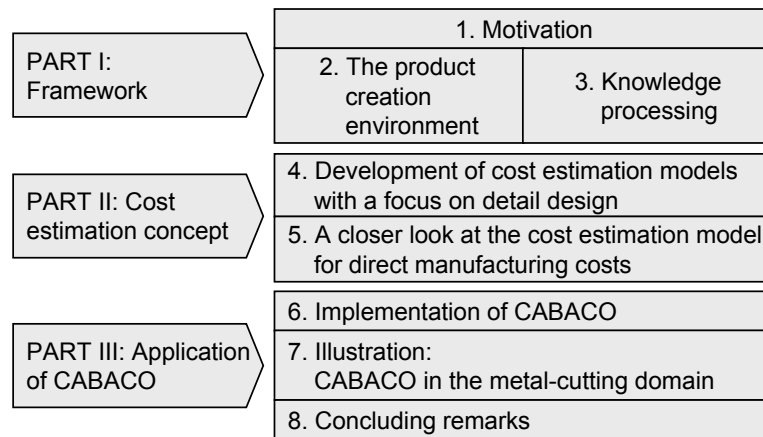 PART I:
Framework
1. Motivation
2. The product
creation
environment
3. Knowledge
processing
PART II: Cost
estimation concept
4. Development of cost estimation models
with a focus on detail design
5. A closer look at the cost estimation model
for direct manufacturing costs
PART III: Application
of CABACO
6. Implementation of CABACO
7. Illustration:
CABACO in the metal-cutting domain
8. Concluding remarks